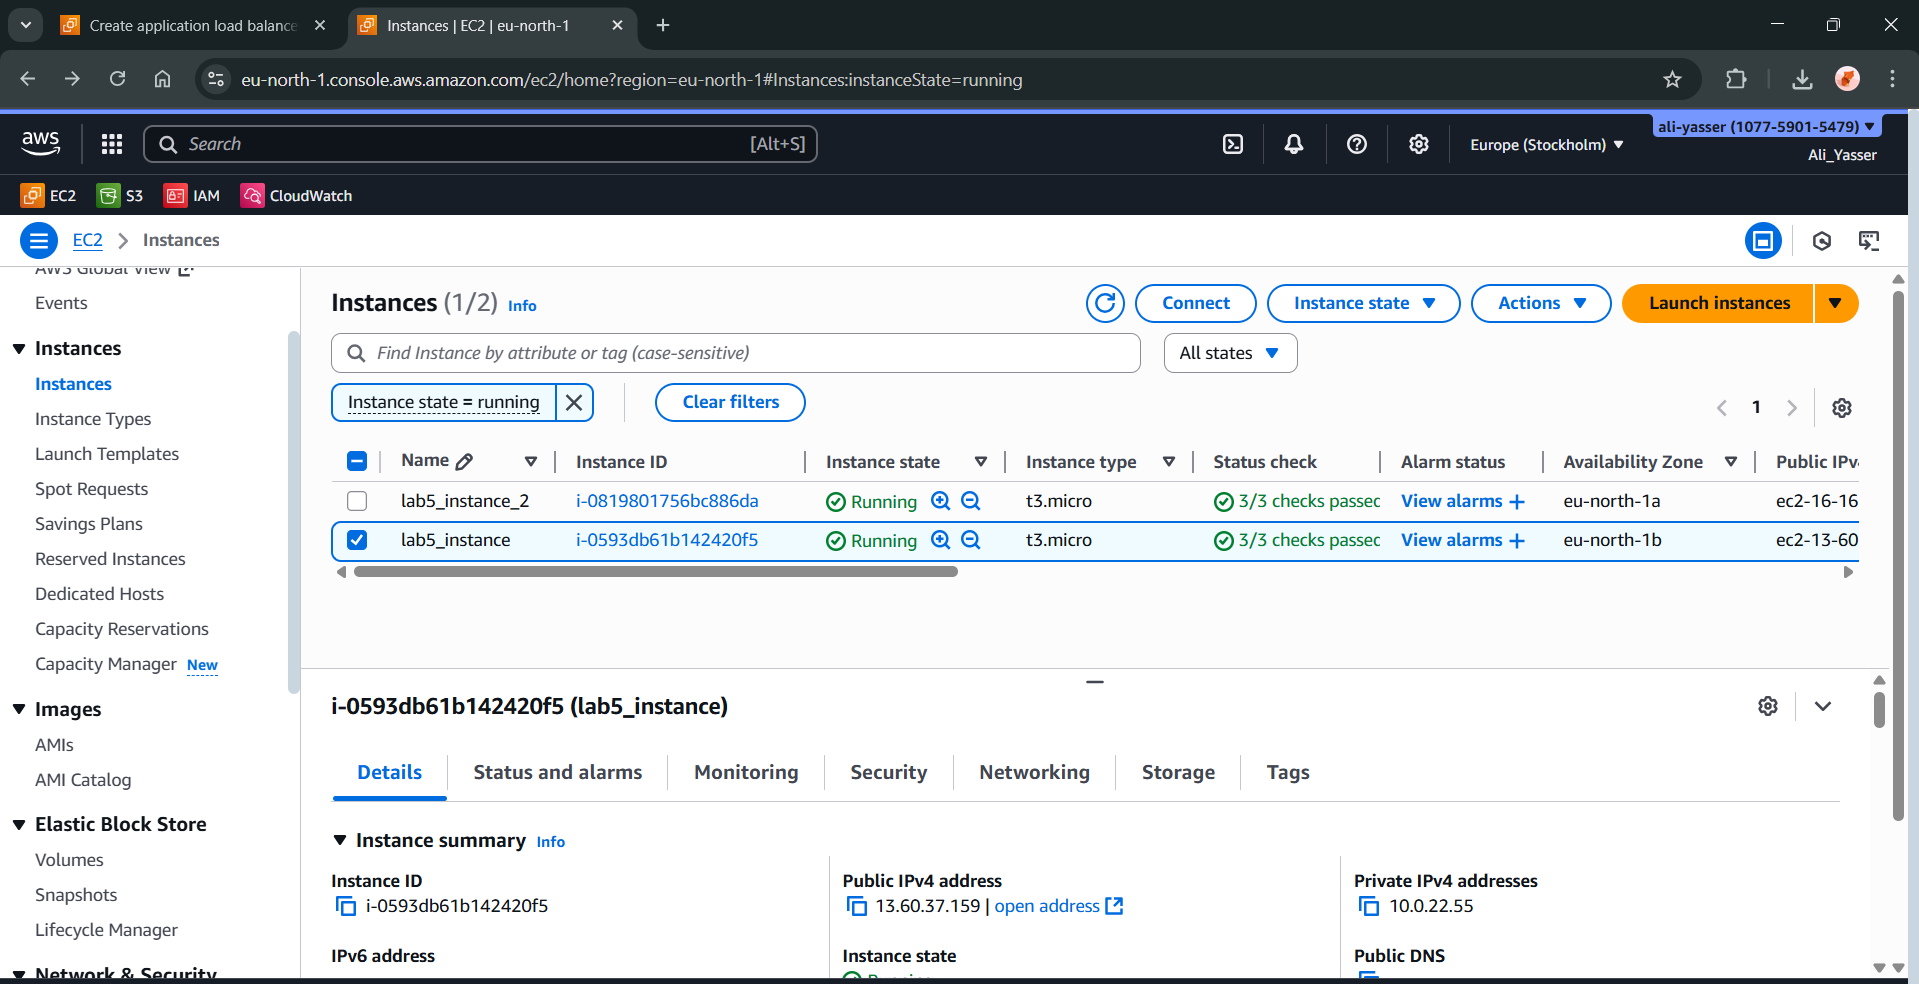 Create application load balance
Instances | EC2 | eu-north-1
eu-north-1.console.aws.amazon.com/ec2/home?region=eu-north-1#Instances:instanceState=running
aws
Search [Alt+S]
Europe (Stockholm)
ali-yasser (1077-5901-5479)
Ali_Yasser
EC2 S3 IAM CloudWatch
EC2 Instances
AWS Global View
Events
Instances
Instances
Instance Types
Launch Templates
Spot Requests
Savings Plans
Reserved Instances
Dedicated Hosts
Capacity Reservations
Capacity Manager New
Images
AMIs
AMI Catalog
Elastic Block Store
Volumes
Snapshots
Lifecycle Manager
Network & Security
Instances (1/2) Info
Connect Instance state Actions Launch instances
Find Instance by attribute or tag (case-sensitive) All states
Instance state = running Clear filters
1
Name Instance ID Instance state Instance type Status check Alarm status Availability Zone Public IPv
lab5_instance_2 i-0819801756bc886da Running t3.micro 3/3 checks passed View alarms + eu-north-1a ec2-16-16
lab5_instance i-0593db61b142420f5 Running t3.micro 3/3 checks passed View alarms + eu-north-1b ec2-13-60
i-0593db61b142420f5 (lab5_instance)
Details Status and alarms Monitoring Security Networking Storage Tags
Instance summary Info
Instance ID
i-0593db61b142420f5
Public IPv4 address
13.60.37.159 | open address
Private IPv4 addresses
10.0.22.55
IPv6 address
Instance state
Running
Public DNS